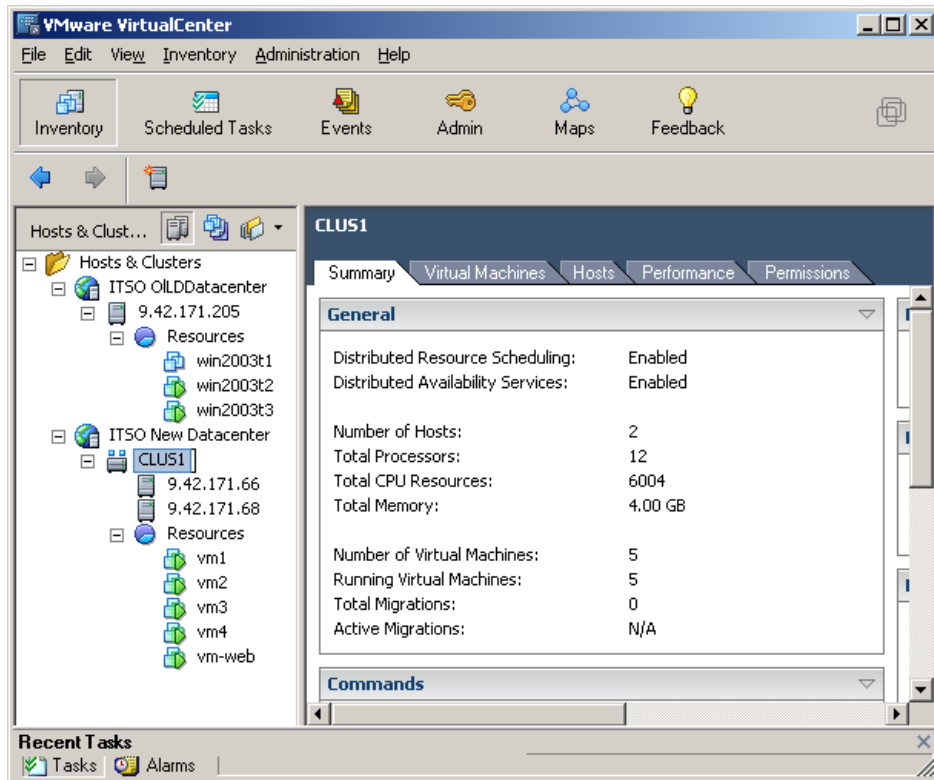 VMware VirtualCenter
File Edit View Inventory Administration Help
Inventory Scheduled Tasks Events Admin Maps Feedback
Hosts & Clust...
Hosts & Clusters
ITSO OlLDDatacenter
9.42.171.205
Resources
win2003t1
win2003t2
win2003t3
ITSO New Datacenter
CLUS1
9.42.171.66
9.42.171.68
Resources
vm1
vm2
vm3
vm4
vm-web
CLUS1
Summary Virtual Machines Hosts Performance Permissions
General
Distributed Resource Scheduling: Enabled
Distributed Availability Services: Enabled
Number of Hosts: 2
Total Processors: 12
Total CPU Resources: 6004
Total Memory: 4.00 GB
Number of Virtual Machines: 5
Running Virtual Machines: 5
Total Migrations: 0
Active Migrations: N/A
Commands
Recent Tasks
Tasks Alarms